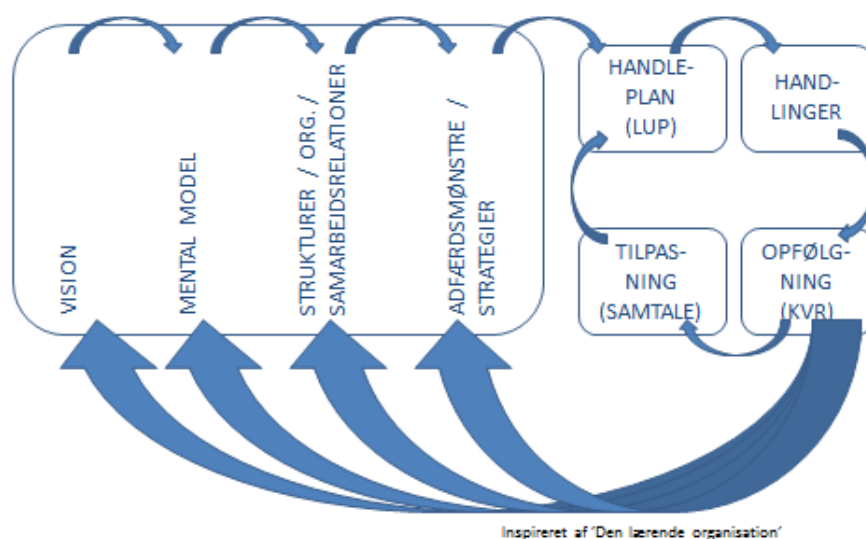 VISION
MENTAL MODEL
STRUKTURER / ORG. /
SAMARBEJDSRELATIONER
ADFÆRDSMØNSTRE /
STRATEGIER
HANDLE-
PLAN
(LUP)
HAND-
LINGER
TILPAS-
NING
(SAMTALE)
OPFØLG-
NING
(KVR)
Inspireret af ‘Den lærende organisation’